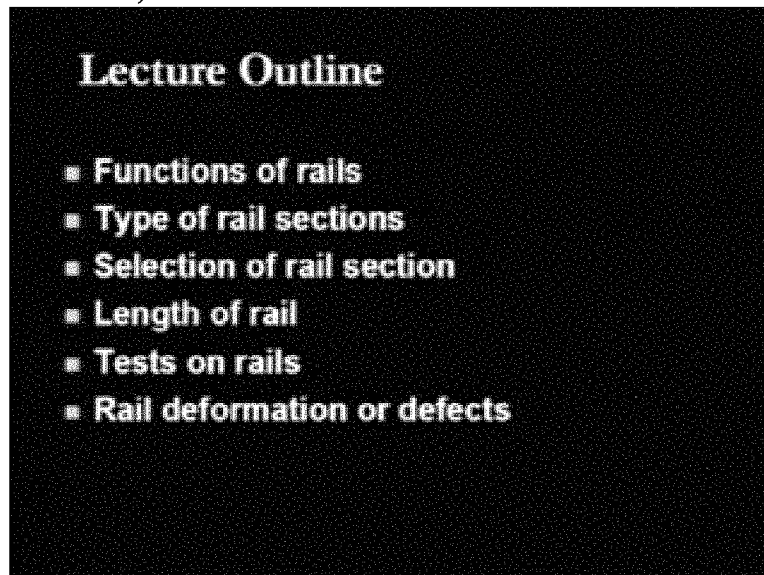 Lecture Outline
Functions of rails
Type of rail sections
Selection of rail section
Length of rail
Tests on rails
Rail deformation or defects